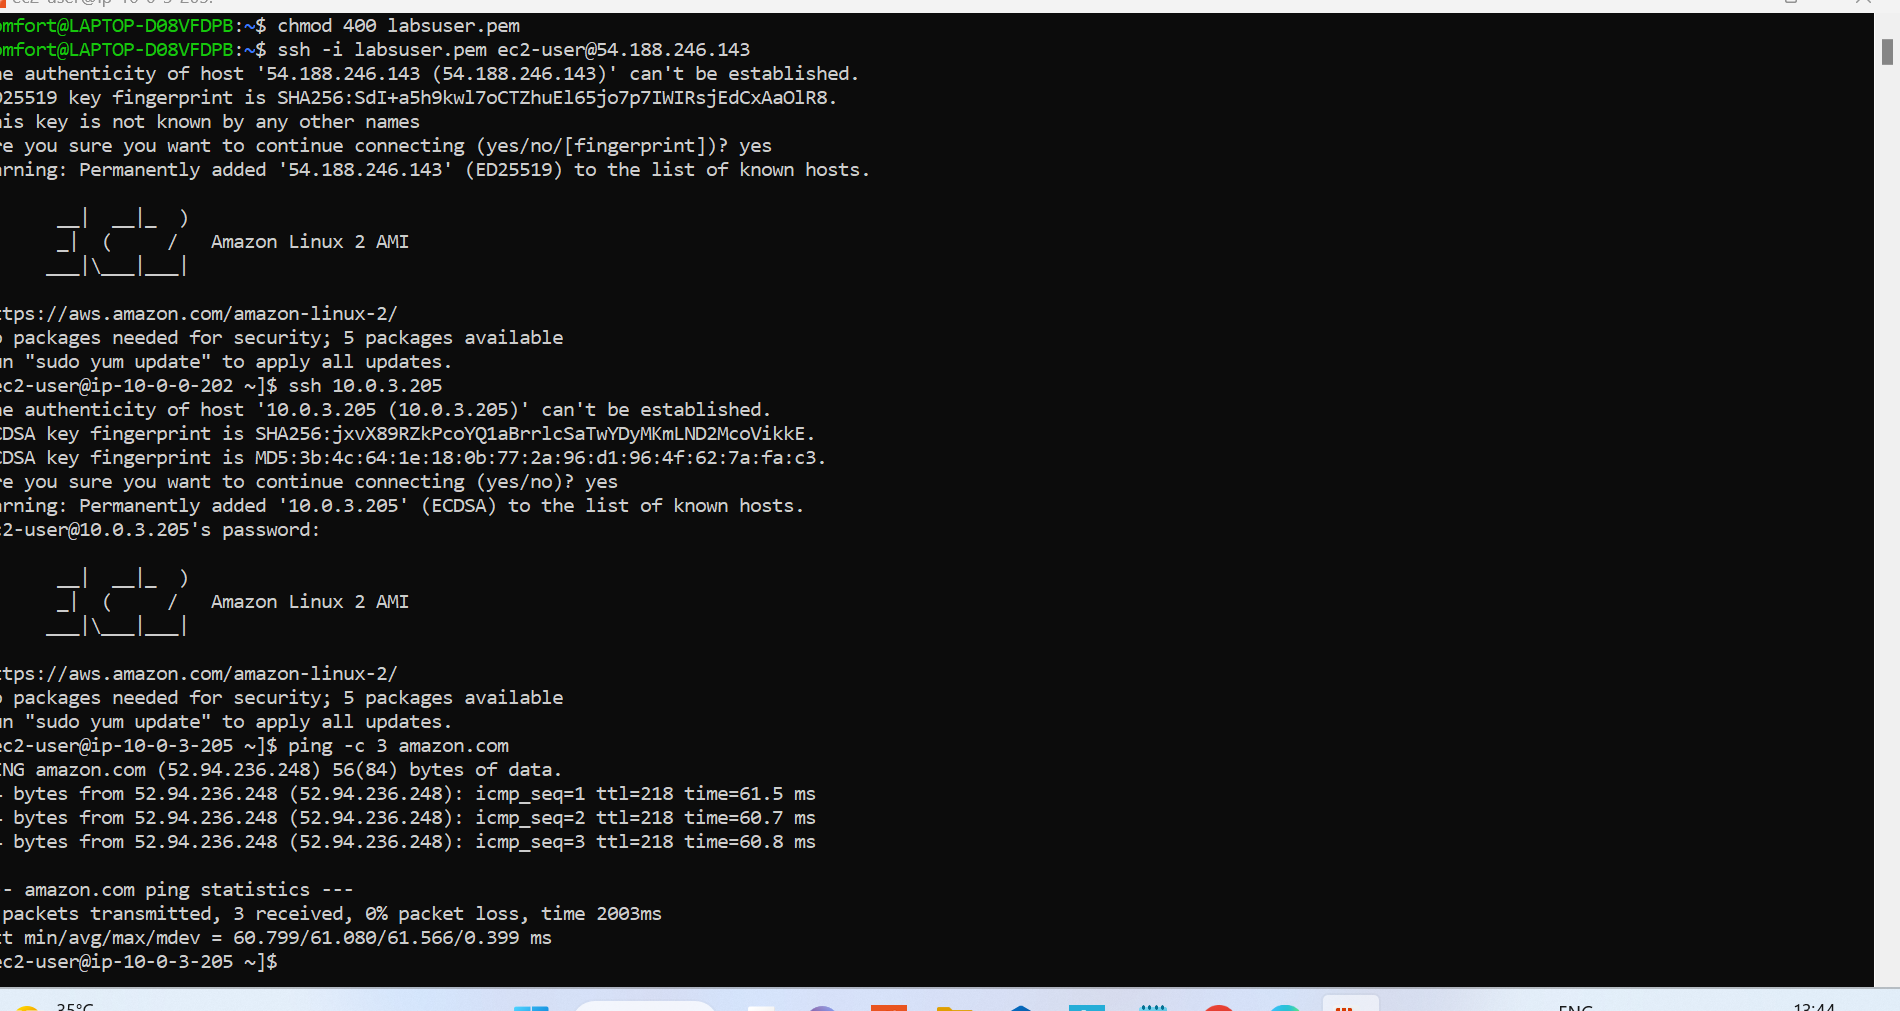 ec2-user@ip-10-0-3-205:
omfort@LAPTOP-D08VFDPB:~$ chmod 400 labsuser.pem
omfort@LAPTOP-D08VFDPB:~$ ssh -i labsuser.pem ec2-user@54.188.246.143
e authenticity of host '54.188.246.143 (54.188.246.143)' can't be established.
D25519 key fingerprint is SHA256:SdI+a5h9kwl7oCTZhuEl65jo7p7IWIRsjEdCxAaOlR8.
is key is not known by any other names
e you sure you want to continue connecting (yes/no/[fingerprint])? yes
rning: Permanently added '54.188.246.143' (ED25519) to the list of known hosts.
__| __|_ )
_| ( / Amazon Linux 2 AMI
___|\___|___|
ttps://aws.amazon.com/amazon-linux-2/
packages needed for security; 5 packages available
un "sudo yum update" to apply all updates.
ec2-user@ip-10-0-0-202 ~]$ ssh 10.0.3.205
e authenticity of host '10.0.3.205 (10.0.3.205)' can't be established.
CDSA key fingerprint is SHA256:jxvX89RZkPcoYQ1aBrrlcSaTwYDyMKmLND2McoVikkE.
CDSA key fingerprint is MD5:3b:4c:64:1e:18:0b:77:2a:96:d1:96:4f:62:7a:fa:c3.
e you sure you want to continue connecting (yes/no)? yes
rning: Permanently added '10.0.3.205' (ECDSA) to the list of known hosts.
c2-user@10.0.3.205's password:
__| __|_ )
_| ( / Amazon Linux 2 AMI
___|\___|___|
ttps://aws.amazon.com/amazon-linux-2/
packages needed for security; 5 packages available
un "sudo yum update" to apply all updates.
ec2-user@ip-10-0-3-205 ~]$ ping -c 3 amazon.com
ING amazon.com (52.94.236.248) 56(84) bytes of data.
bytes from 52.94.236.248 (52.94.236.248): icmp_seq=1 ttl=218 time=61.5 ms
bytes from 52.94.236.248 (52.94.236.248): icmp_seq=2 ttl=218 time=60.7 ms
bytes from 52.94.236.248 (52.94.236.248): icmp_seq=3 ttl=218 time=60.8 ms
-- amazon.com ping statistics ---
packets transmitted, 3 received, 0% packet loss, time 2003ms
tt min/avg/max/mdev = 60.799/61.080/61.566/0.399 ms
ec2-user@ip-10-0-3-205 ~]$
35°C ENG 13:44